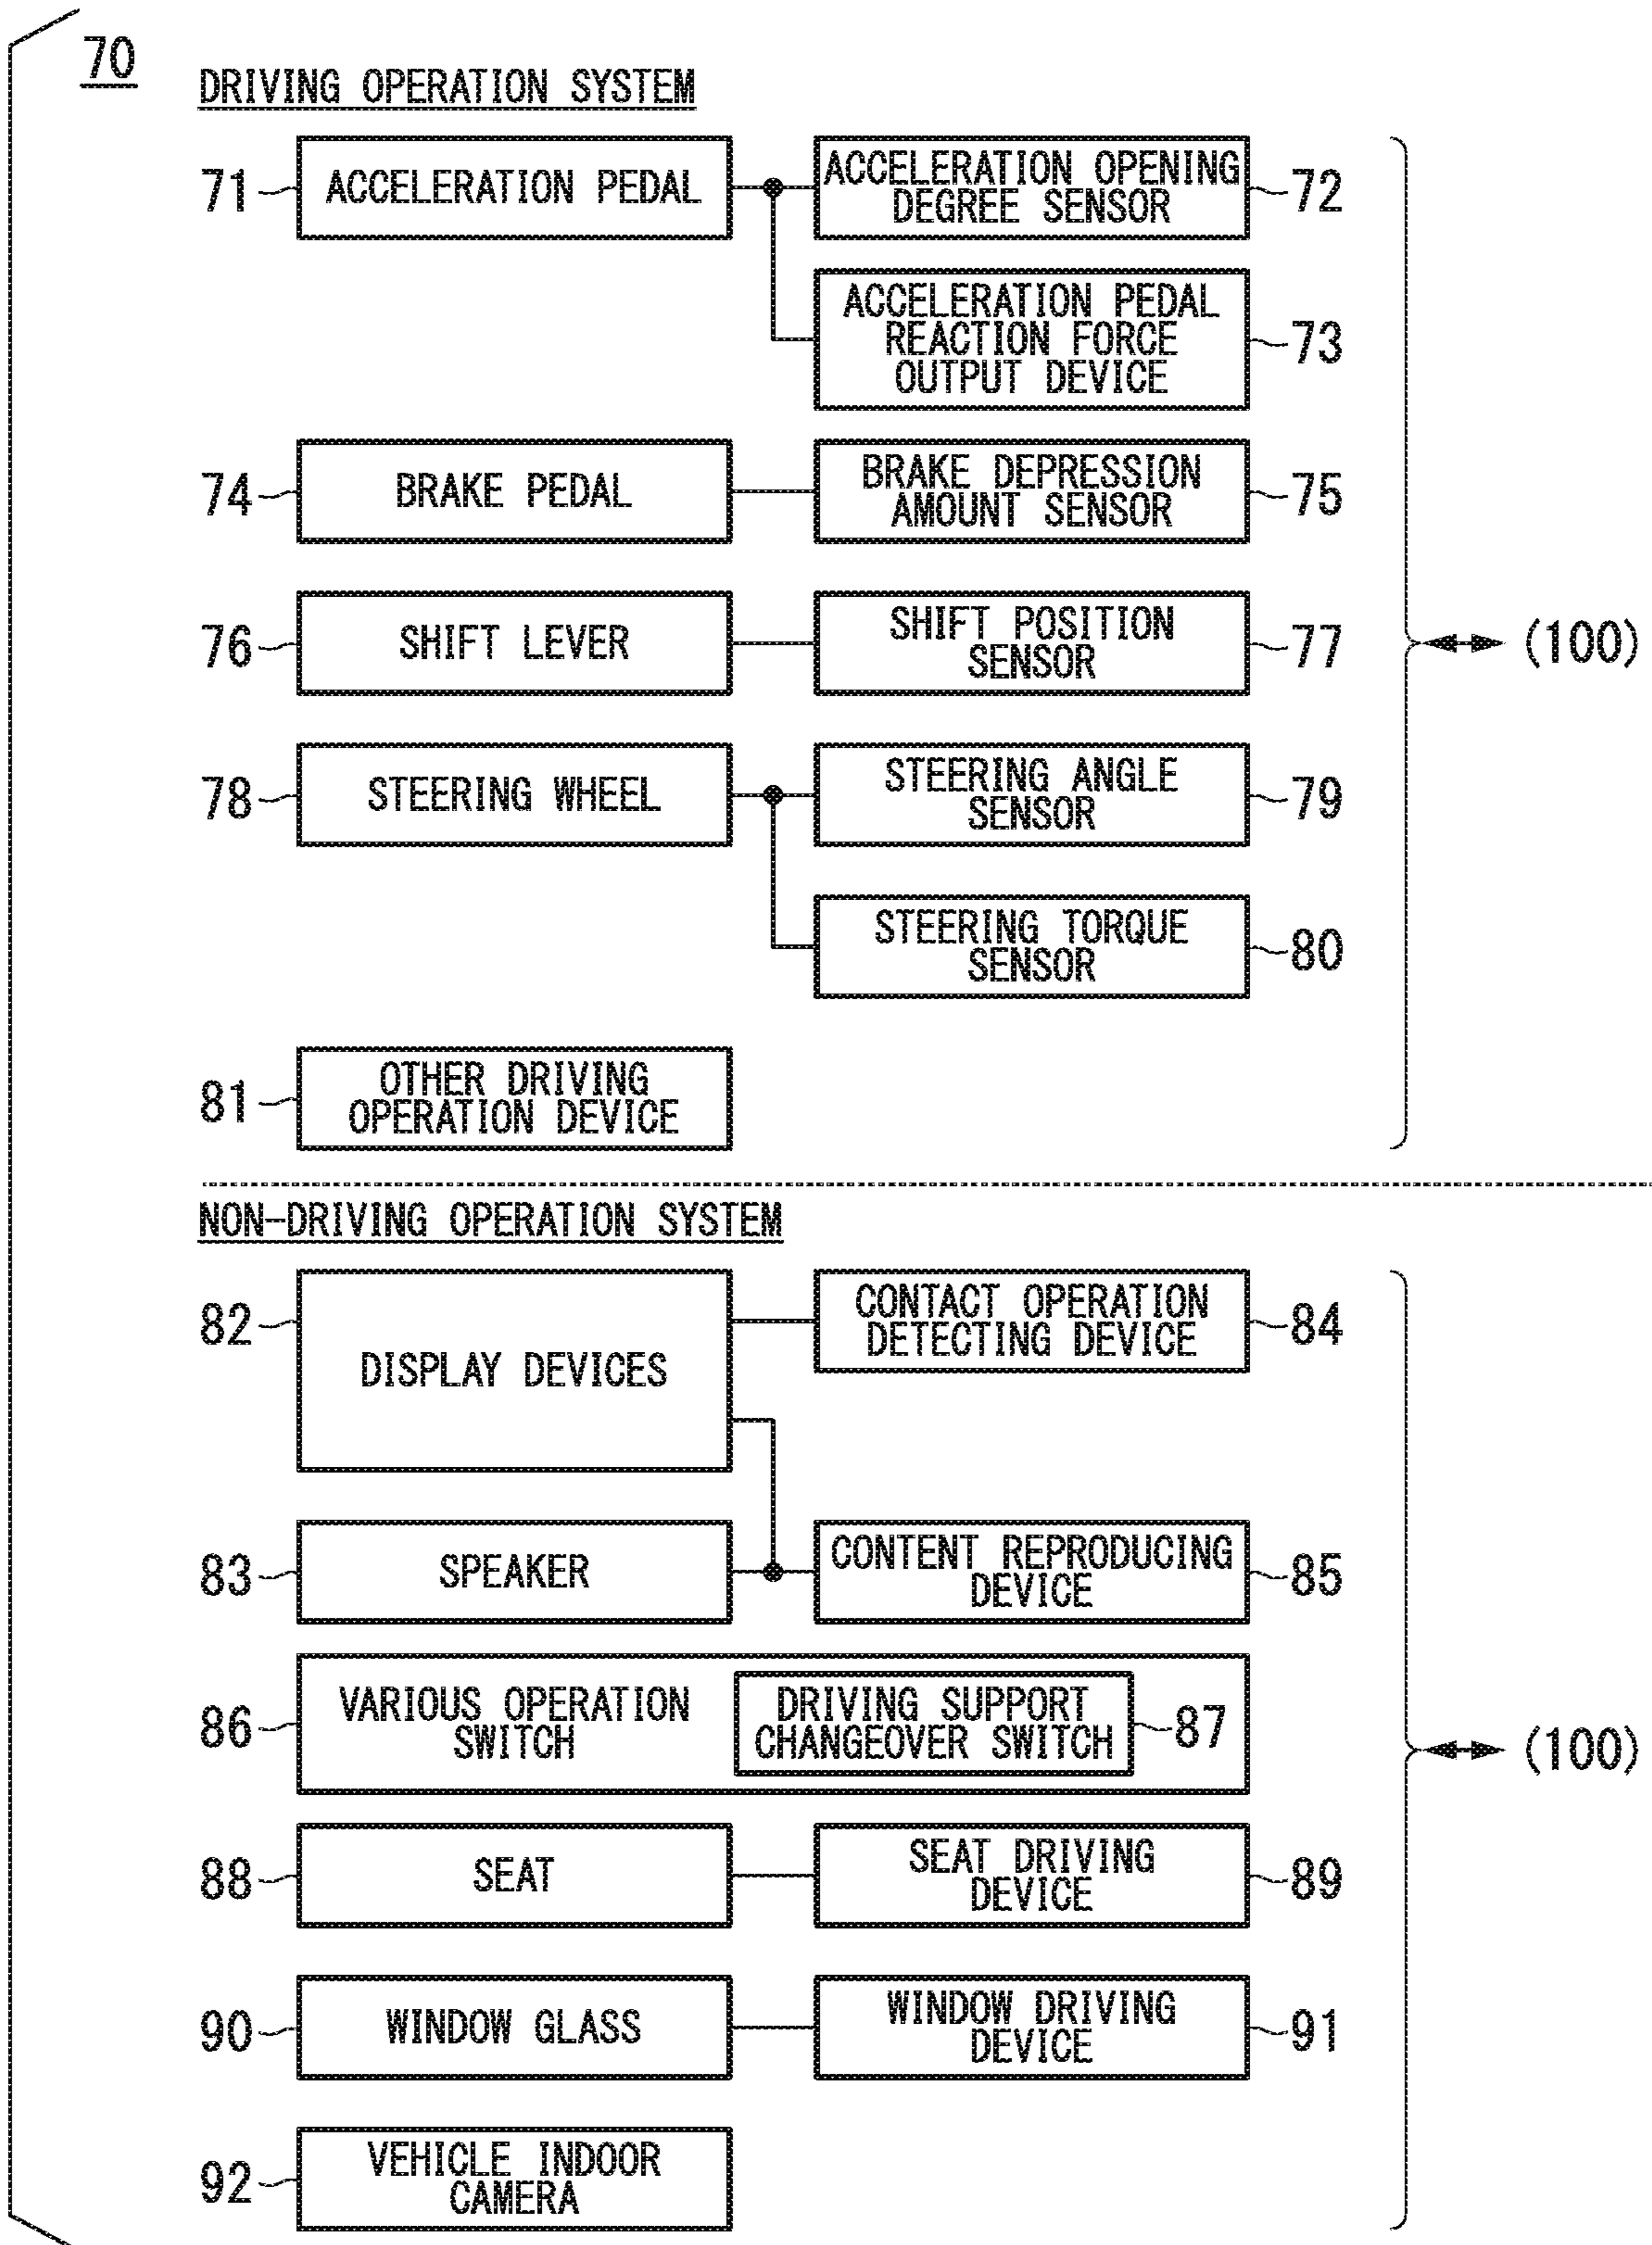 70
DRIVING OPERATION SYSTEM
71
ACCELERATION PEDAL
ACCELERATION OPENING
DEGREE SENSOR
72
ACCELERATION PEDAL
REACTION FORCE
OUTPUT DEVICE
73
74
BRAKE PEDAL
BRAKE DEPRESSION
AMOUNT SENSOR
75
76
SHIFT LEVER
SHIFT POSITION
SENSOR
77
(100)
78
STEERING WHEEL
STEERING ANGLE
SENSOR
79
STEERING TORQUE
SENSOR
80
81
OTHER DRIVING
OPERATION DEVICE
NON-DRIVING OPERATION SYSTEM
82
DISPLAY DEVICES
CONTACT OPERATION
DETECTING DEVICE
84
83
SPEAKER
CONTENT REPRODUCING
DEVICE
85
86
VARIOUS OPERATION
SWITCH
DRIVING SUPPORT
CHANGEOVER SWITCH
87
(100)
88
SEAT
SEAT DRIVING
DEVICE
89
90
WINDOW GLASS
WINDOW DRIVING
DEVICE
91
92
VEHICLE INDOOR
CAMERA